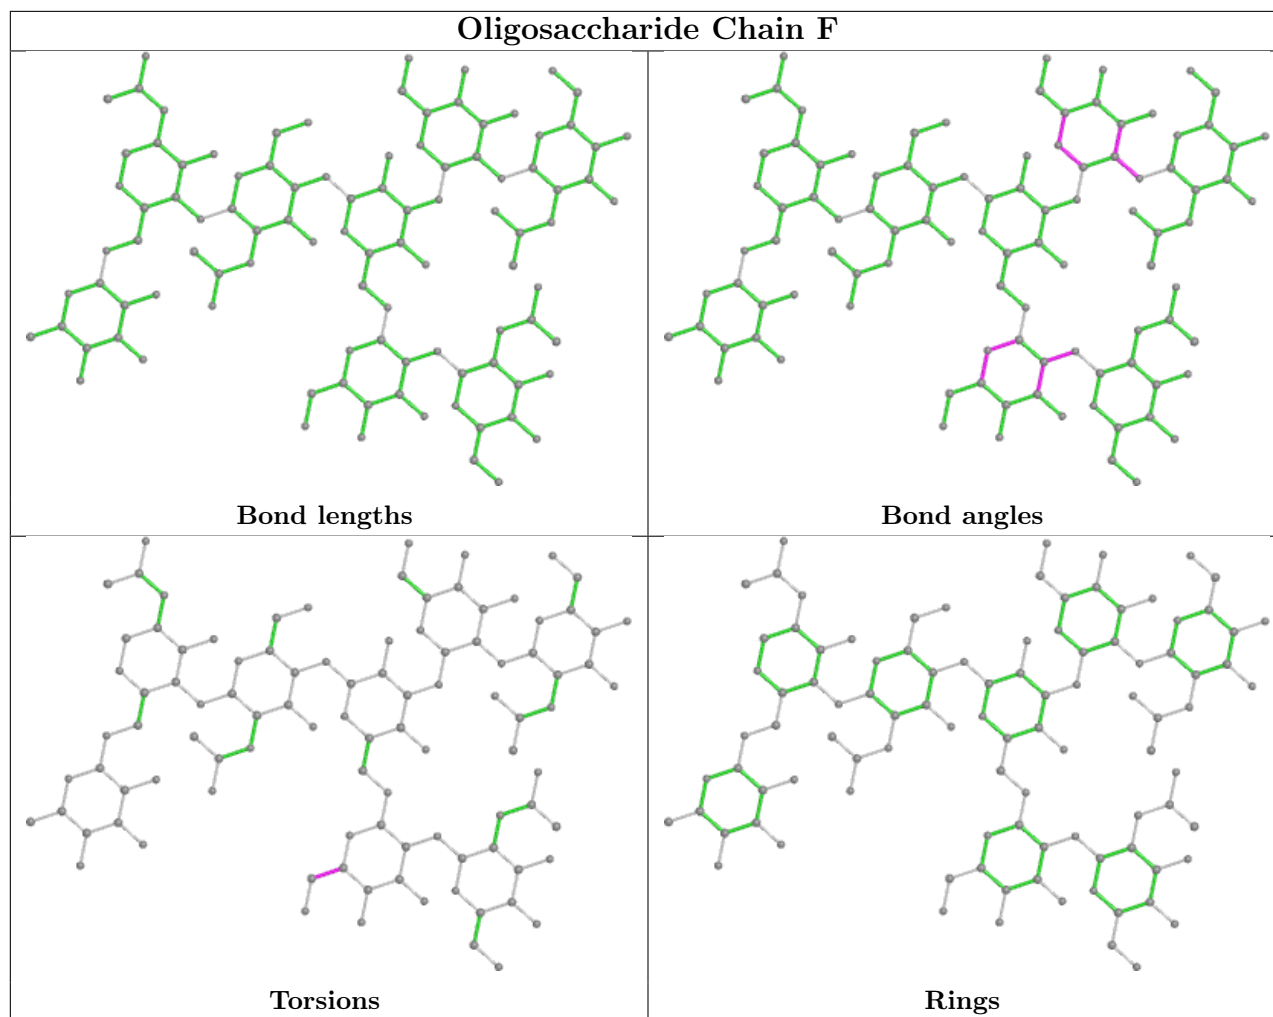 Oligosaccharide Chain F
Bond lengths
Bond angles
Torsions
Rings